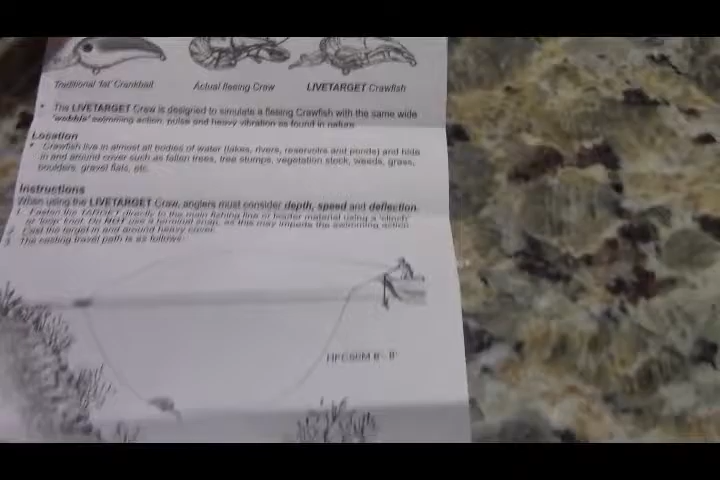 Traditional 'fat' Crankbait Actual fleeing Craw LIVETARGET Crawfish
• The LIVETARGET Craw is designed to simulate a fleeing Crawfish with the same wide
'wobble' swimming action, pulse and heavy vibration as found in nature.
Location
• Crawfish live in almost all bodies of water (lakes, rivers, reservoirs and ponds) and hide
in and around cover such as fallen trees, tree stumps, vegetation stock, weeds, grass,
boulders, gravel flats, etc.
Instructions
When using the LIVETARGET Craw, anglers must consider depth, speed and deflection.
1. Fasten the TARGET directly to the main fishing line or leader material using a 'clinch'
or 'loop' knot. Do NOT use a terminal snap, as this may impede the swimming action.
2. Cast the target in and around heavy cover.
3. The casting travel path is as follows: